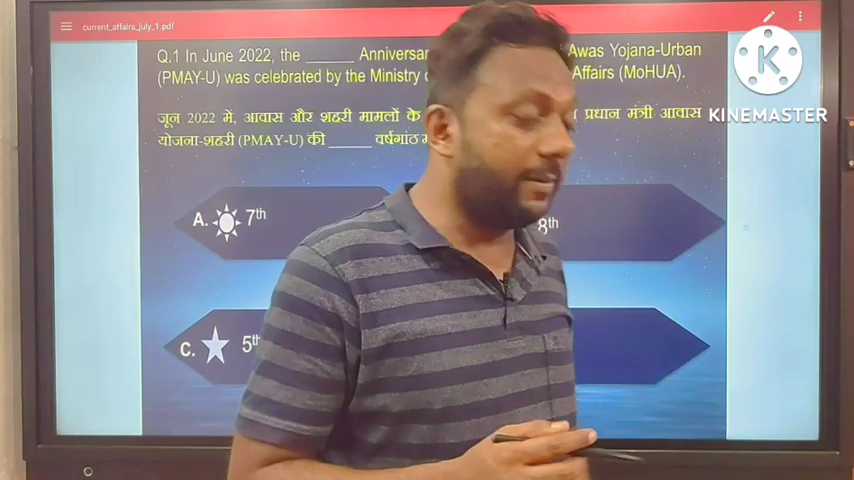 current_affairs_july_1.pdf
Q.1 In June 2022, the ______ Awas Yojana-Urban
(PMAY-U) was celebrated by the Ministry Affairs (MoHUA).
जून 2022 में, आवास और शहरी मामलों के प्रधान मंत्री आवास
योजना-शहरी (PMAY-U) की ______ वर्षगांठ
A. 7th
8th
C. 5th
K
KINEMASTER